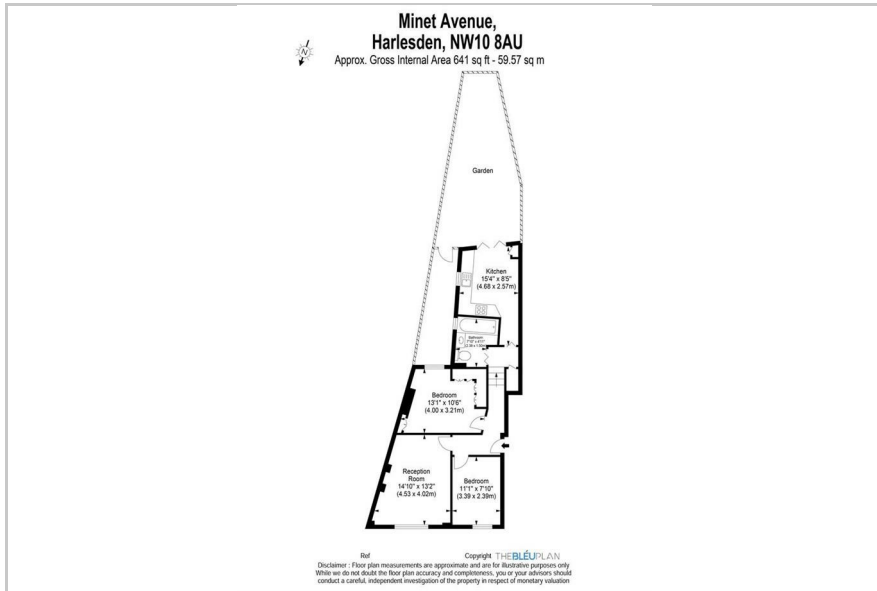 Minet Avenue,
Harlesden, NW10 8AU
Approx. Gross Internal Area 641 sq ft - 59.57 sq m
N
Garden
Kitchen
15'4" x 8'5"
(4.68 x 2.57m)
Bathroom
Bedroom
13'1" x 10'6"
(4.00 x 3.21m)
Reception
Room
14'10" x 13'2"
(4.53 x 4.02m)
Bedroom
11'1" x 7'10"
(3.39 x 2.39m)
Ref
Copyright THEBLÉUPLAN
Disclaimer : Floor plan measurements are approximate and are for illustrative purposes only
While we do not doubt the floor plan accuracy and completeness, you or your advisors should
conduct a careful, independent investigation of the property in respect of monetary valuation